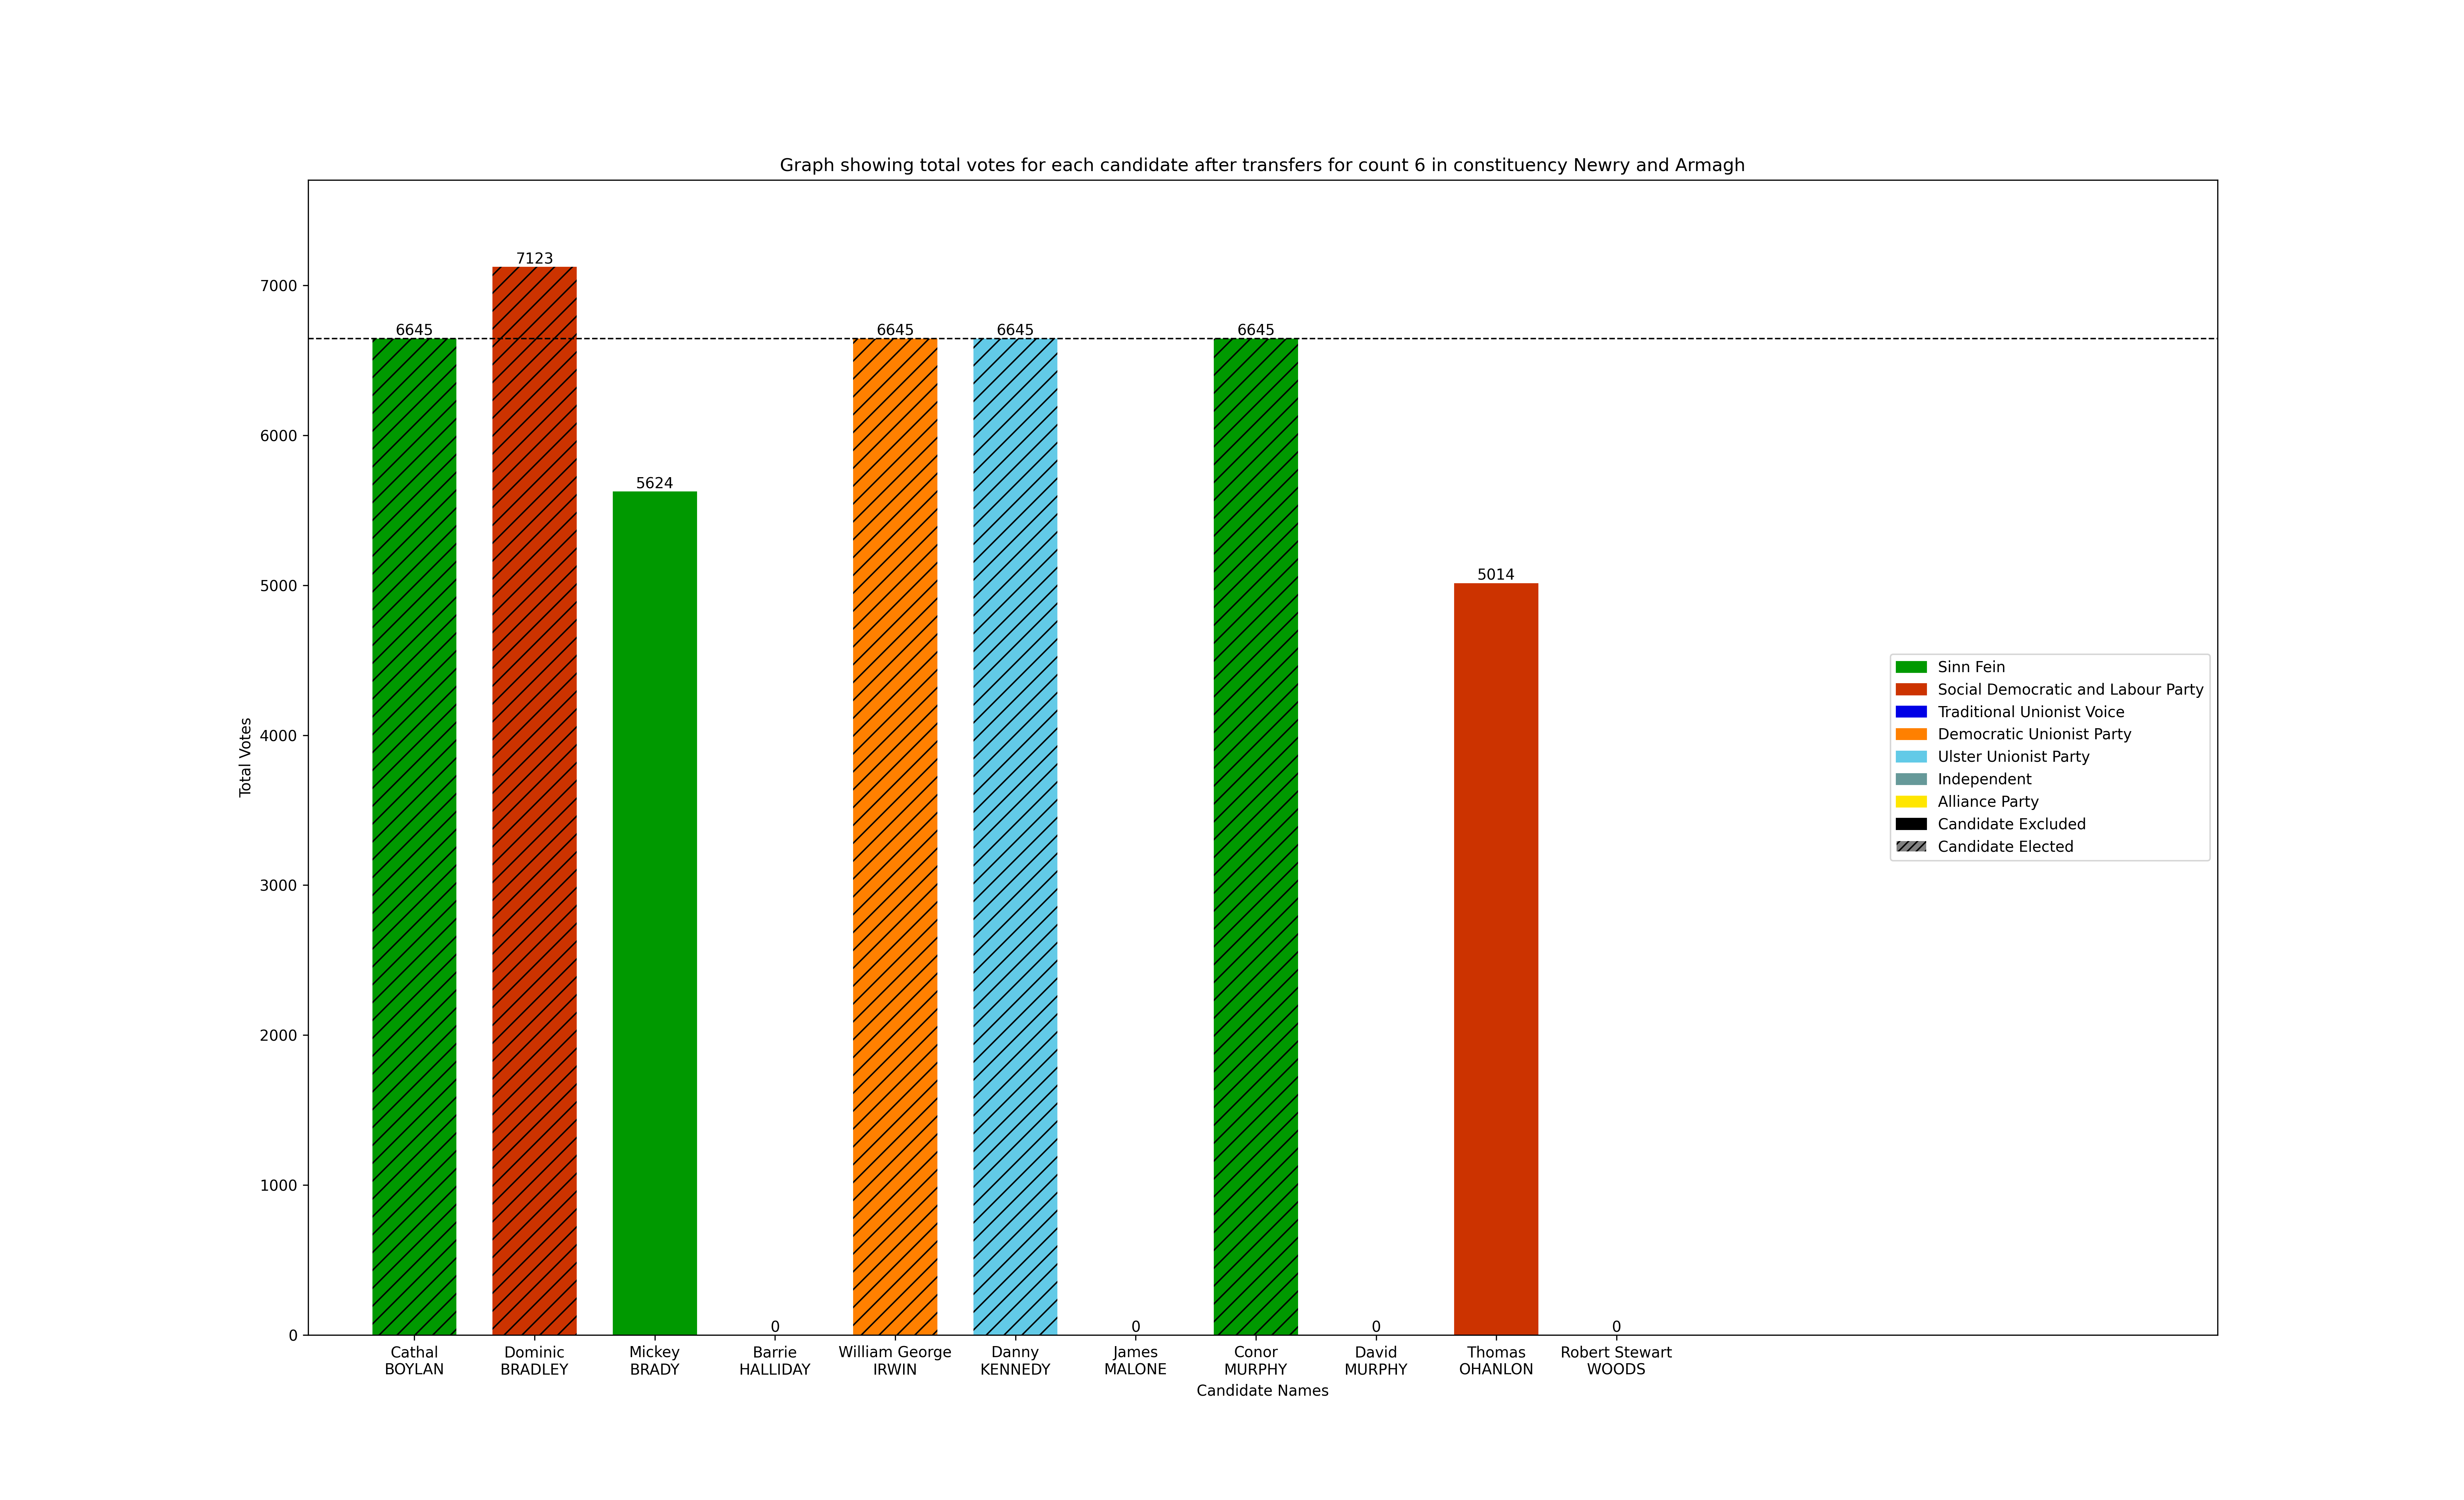 Graph showing total votes for each candidate after transfers for count 6 in constituency Newry and Armagh
Total Votes
7000
6000
5000
4000
3000
2000
1000
0
6645
7123
5624
0
6645
6645
0
6645
0
5014
0
Cathal
BOYLAN
Dominic
BRADLEY
Mickey
BRADY
Barrie
HALLIDAY
William George
IRWIN
Danny
KENNEDY
James
MALONE
Conor
MURPHY
David
MURPHY
Thomas
OHANLON
Robert Stewart
WOODS
Candidate Names
Sinn Fein
Social Democratic and Labour Party
Traditional Unionist Voice
Democratic Unionist Party
Ulster Unionist Party
Independent
Alliance Party
Candidate Excluded
Candidate Elected